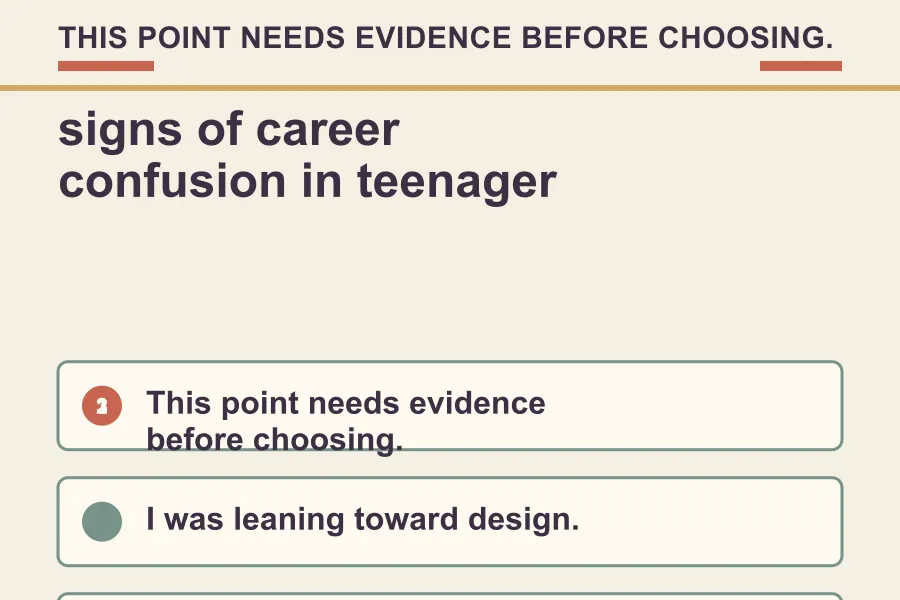 THIS POINT NEEDS EVIDENCE BEFORE CHOOSING.
signs of career
confusion in teenager
This point needs evidence
before choosing.
I was leaning toward design.